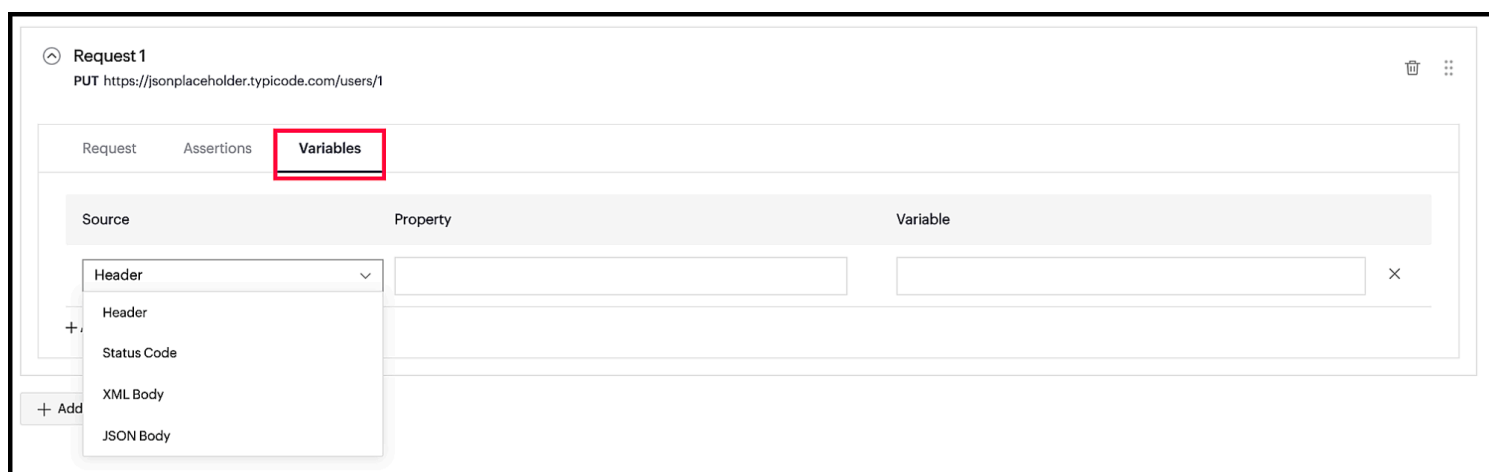 Request 1
PUT https://jsonplaceholder.typicode.com/users/1
Request Assertions Variables
Source Property Variable
Header
Header
Status Code
XML Body
JSON Body
+ Add